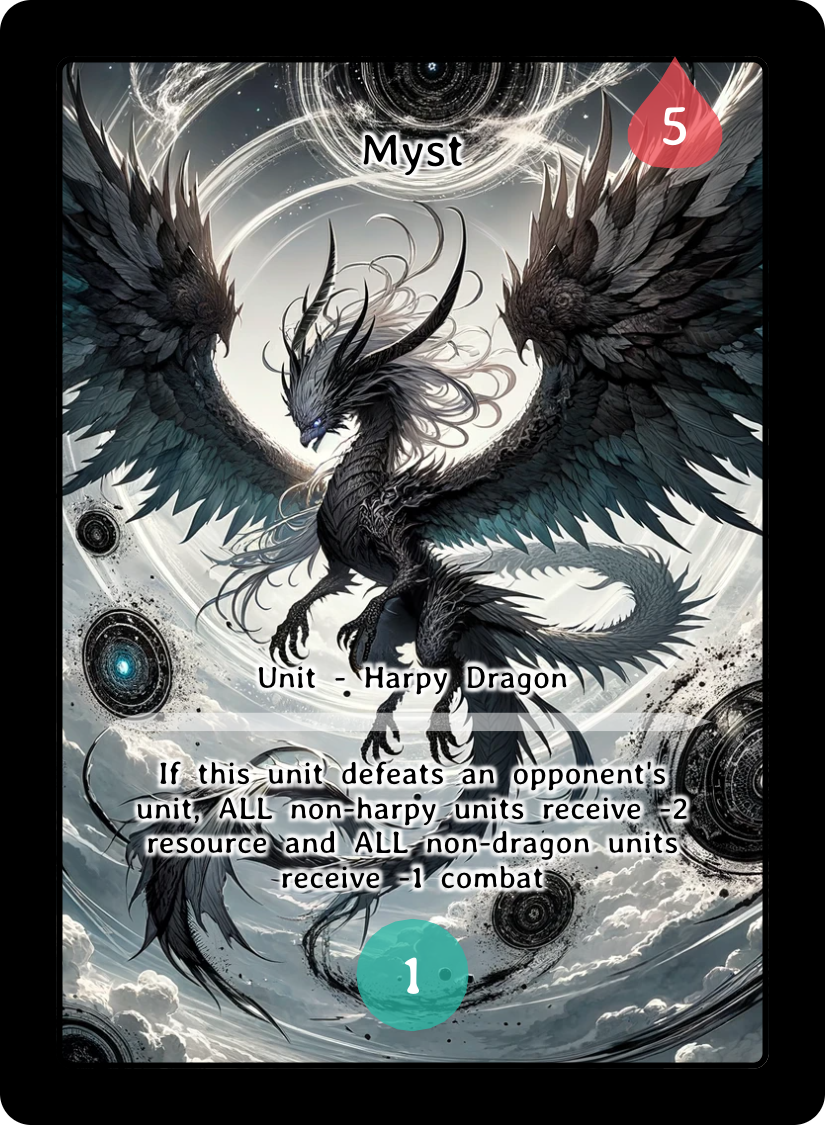 5
Myst
Unit - Harpy Dragon
If this unit defeats an opponent's
unit, ALL non-harpy units receive -2
resource and ALL non-dragon units
receive -1 combat
1